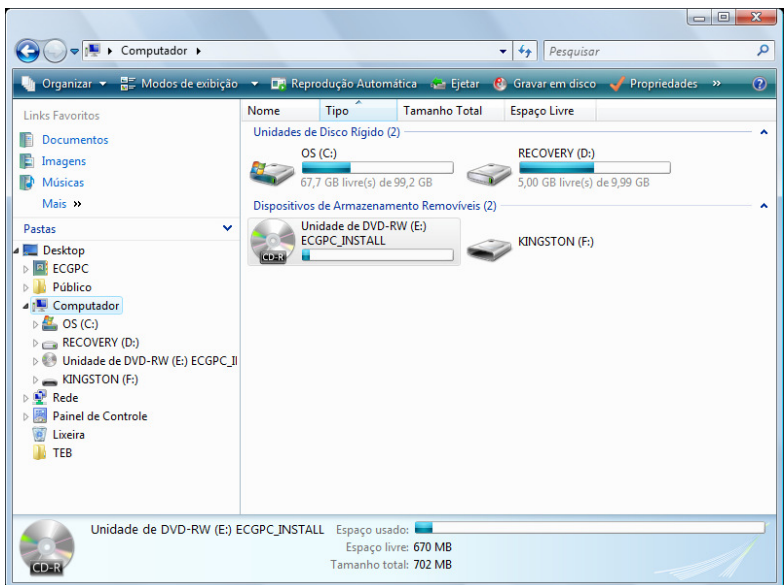 Computador
Pesquisar
Organizar Modos de exibição Reprodução Automática Ejetar Gravar em disco Propriedades » ?
Links Favoritos
Documentos
Imagens
Músicas
Mais »
Pastas
Desktop
ECGPC
Público
Computador
OS (C:)
RECOVERY (D:)
Unidade de DVD-RW (E:) ECGPC_II
KINGSTON (F:)
Rede
Painel de Controle
Lixeira
TEB
Nome Tipo Tamanho Total Espaço Livre
Unidades de Disco Rígido (2)
OS (C:)
67,7 GB livre(s) de 99,2 GB
RECOVERY (D:)
5,00 GB livre(s) de 9,99 GB
Dispositivos de Armazenamento Removíveis (2)
Unidade de DVD-RW (E:)
ECGPC_INSTALL
CD-R
KINGSTON (F:)
CD-R
Unidade de DVD-RW (E:) ECGPC_INSTALL Espaço usado:
Espaço livre: 670 MB
Tamanho total: 702 MB